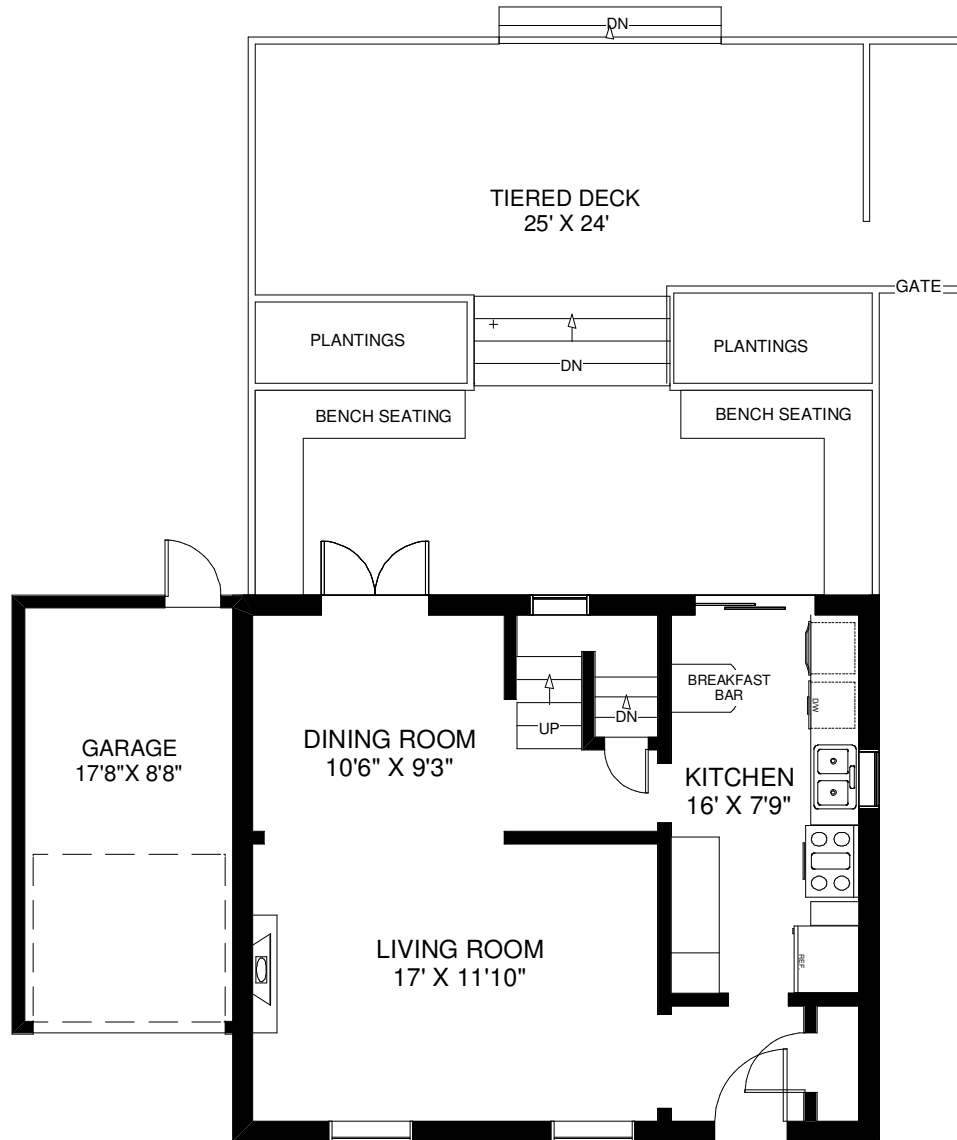 DN
TIERED DECK
25' X 24'
GATE
PLANTINGS
PLANTINGS
DN
BENCH SEATING
BENCH SEATING
BREAKFAST
BAR
D/W
UP
DN
DINING ROOM
10'6" X 9'3"
GARAGE
17'8"X 8'8"
KITCHEN
16' X 7'9"
LIVING ROOM
17' X 11'10"
REF.